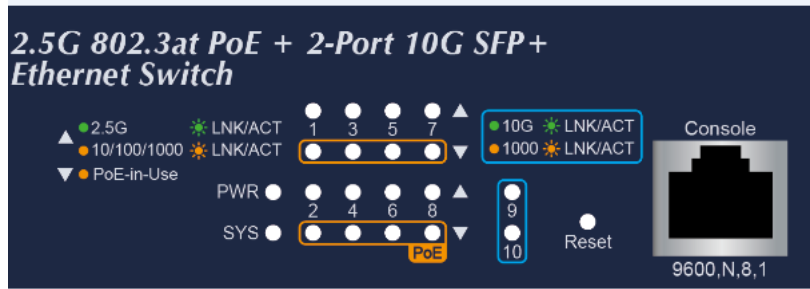 2.5G 802.3at PoE + 2-Port 10G SFP+
Ethernet Switch
2.5G LNK/ACT
10/100/1000 LNK/ACT
PoE-in-Use
1 3 5 7
10G LNK/ACT
1000 LNK/ACT
Console
PWR
2 4 6 8
9
SYS
PoE
10
Reset
9600,N,8,1